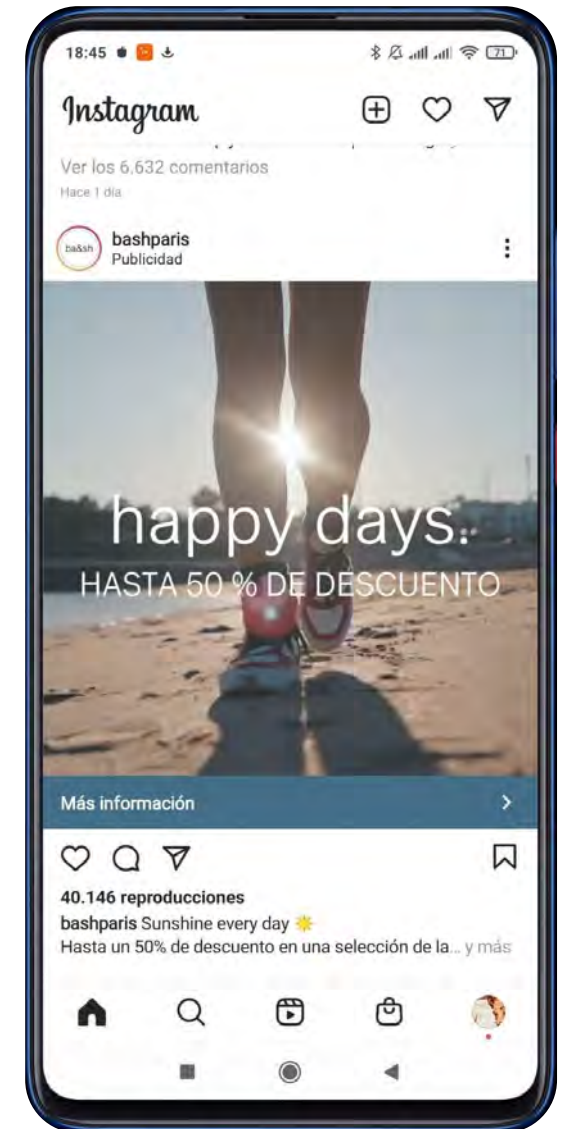 18:45
71
Instagram
Ver los 6.632 comentarios
Hace 1 día
ba&sh
bashparis
Publicidad
happy days.
HASTA 50 % DE DESCUENTO
Más información
40.146 reproducciones
bashparis Sunshine every day
Hasta un 50% de descuento en una selección de la... y más